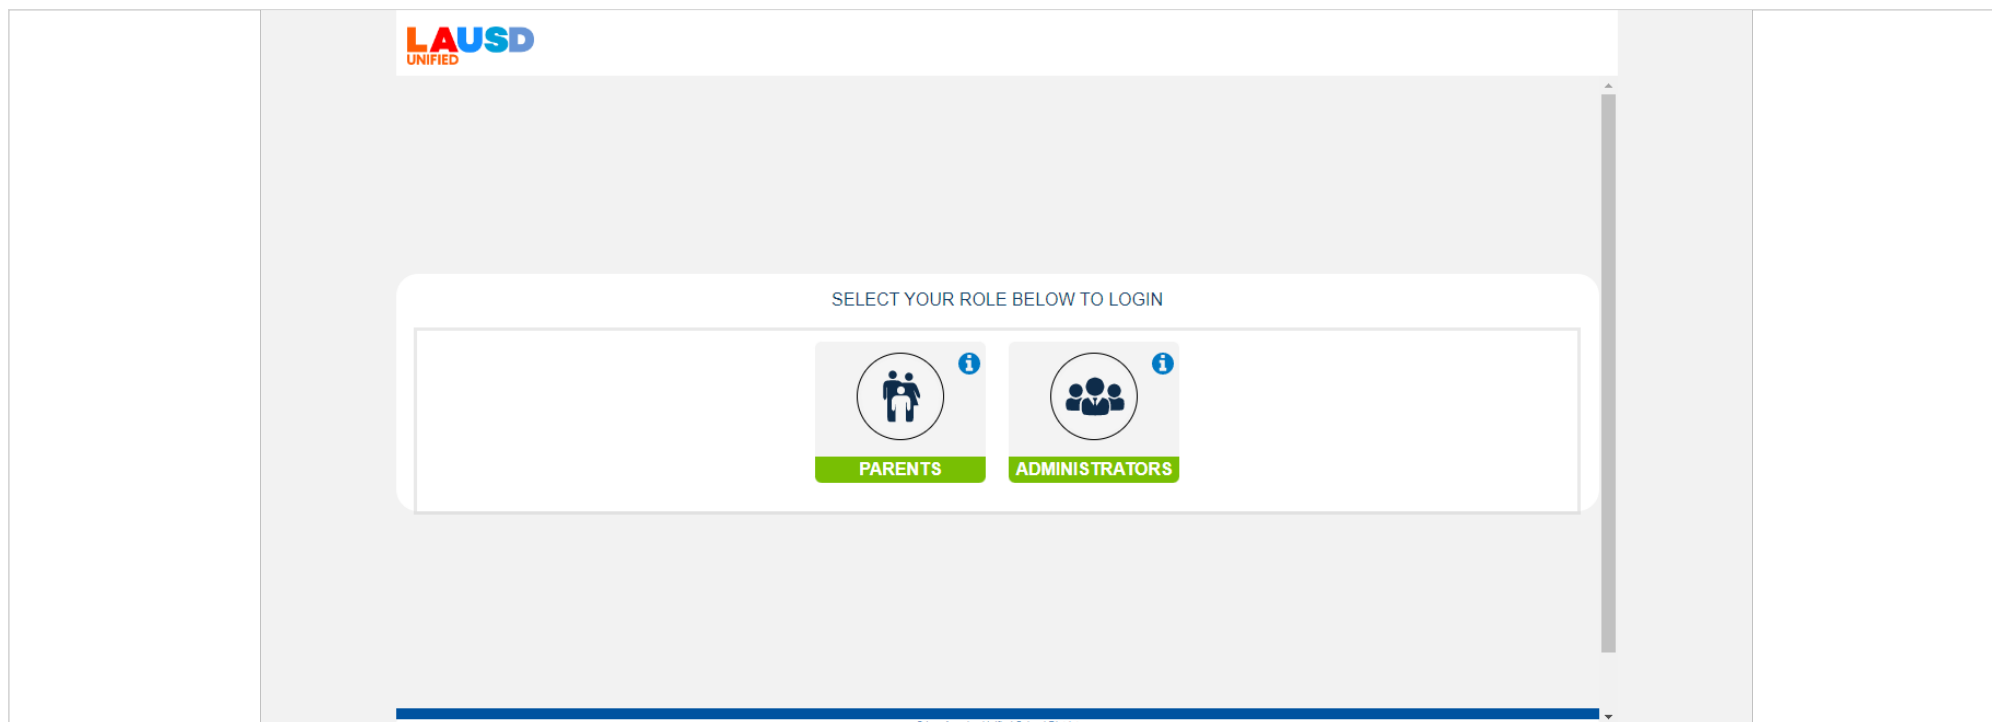 LAUSD
UNIFIED
SELECT YOUR ROLE BELOW TO LOGIN
PARENTS
ADMINISTRATORS